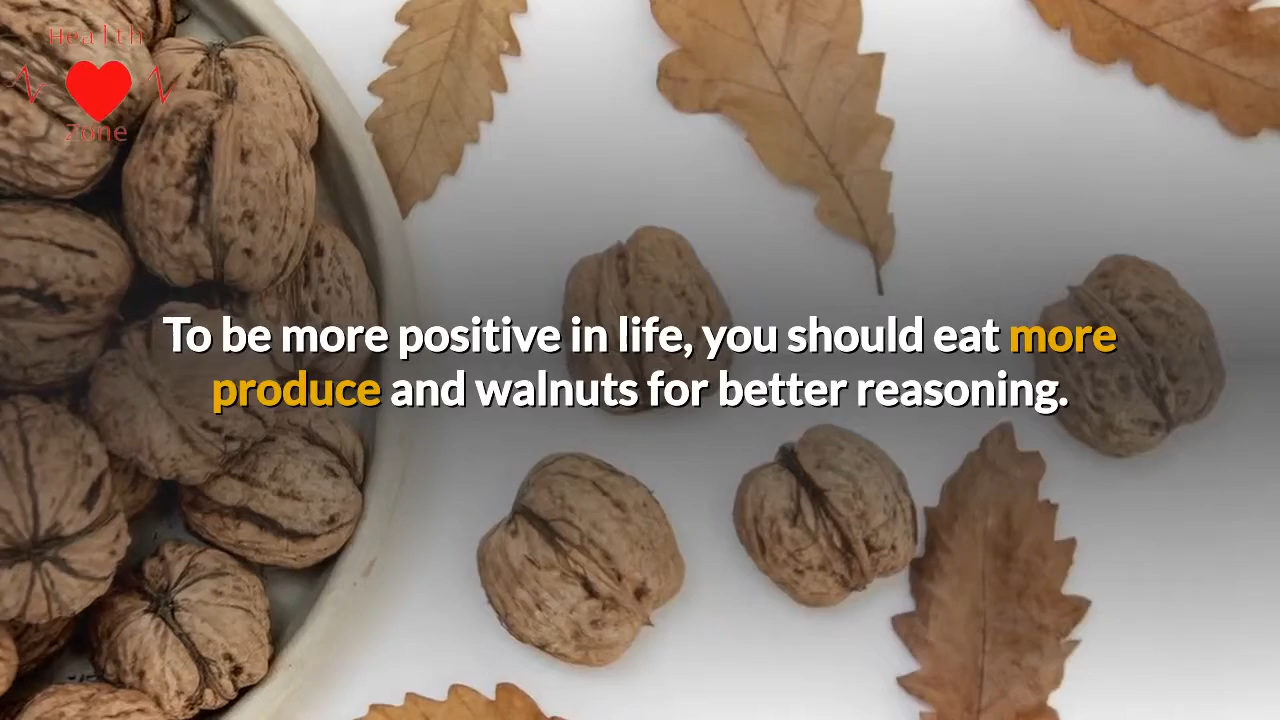 Health
Zone
To be more positive in life, you should eat more
produce and walnuts for better reasoning.